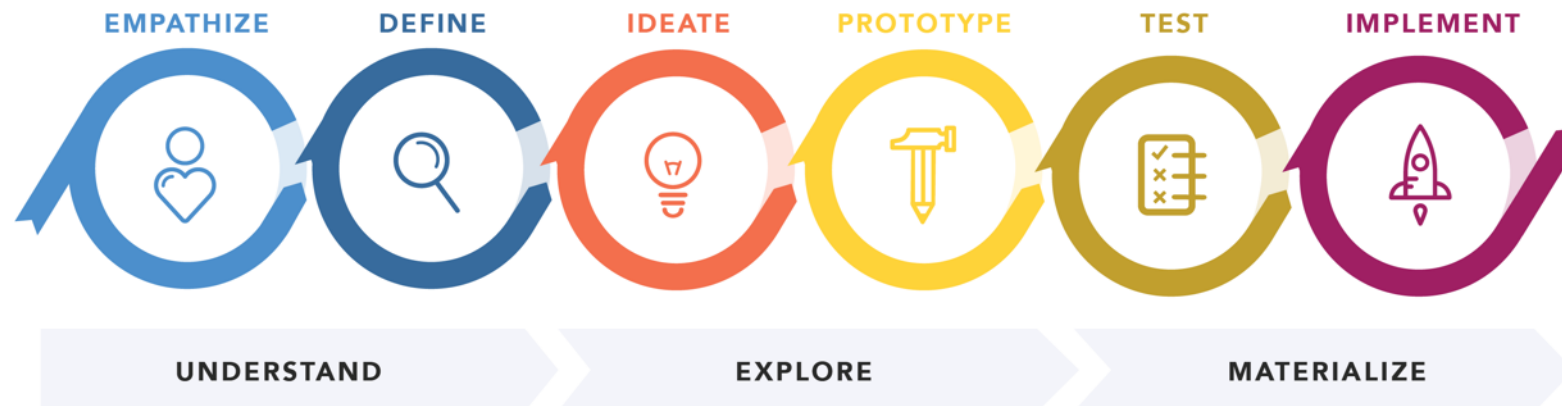 EMPATHIZE DEFINE IDEATE PROTOTYPE TEST IMPLEMENT
UNDERSTAND EXPLORE MATERIALIZE